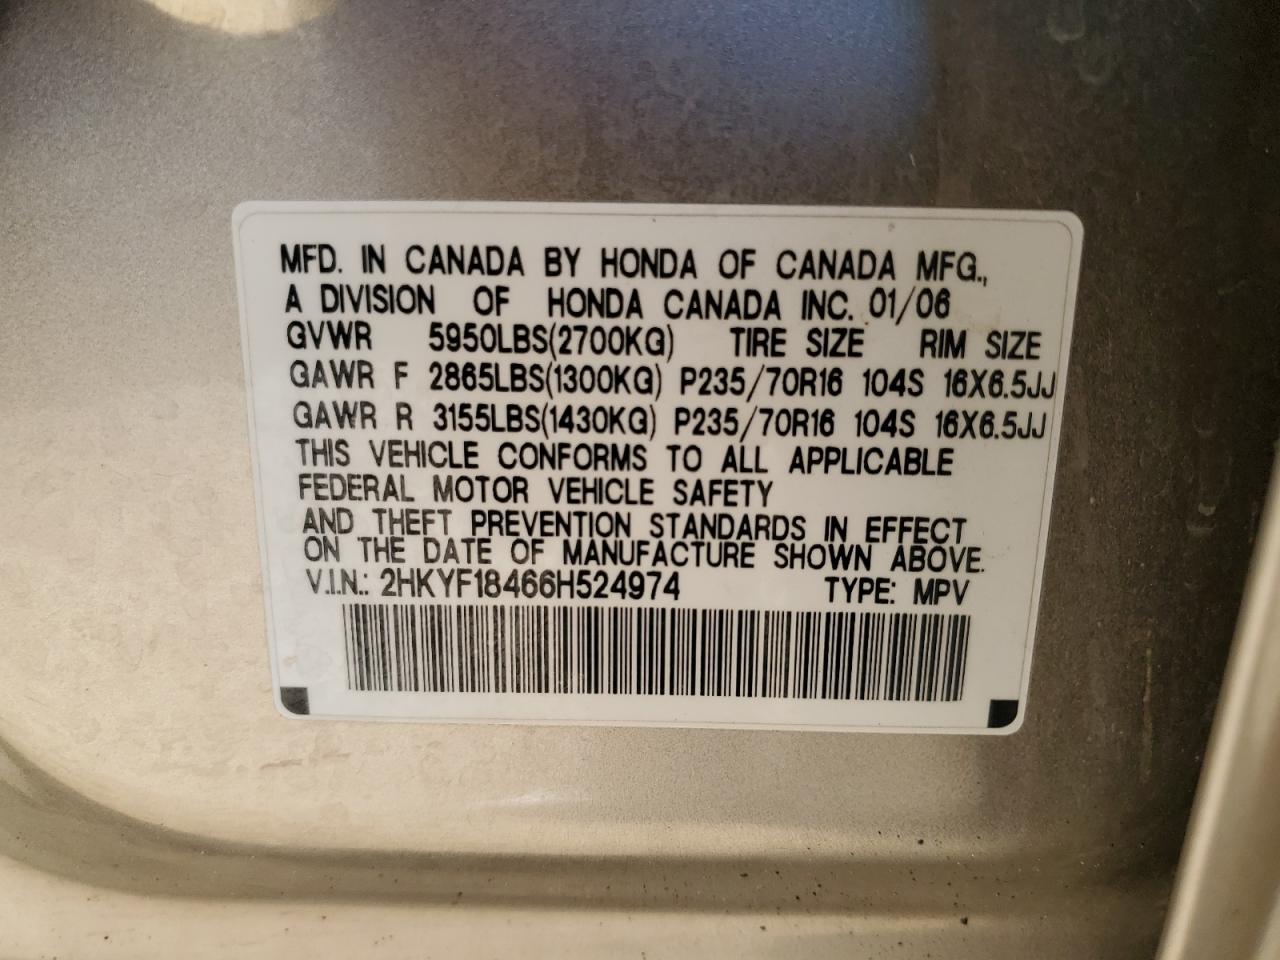 MFD. IN CANADA BY HONDA OF CANADA MFG.,
A DIVISION OF HONDA CANADA INC. 01/06
GVWR 5950LBS(2700KG) TIRE SIZE RIM SIZE
GAWR F 2865LBS(1300KG) P235/70R16 104S 16X6.5JJ
GAWR R 3155LBS(1430KG) P235/70R16 104S 16X6.5JJ
THIS VEHICLE CONFORMS TO ALL APPLICABLE
FEDERAL MOTOR VEHICLE SAFETY
AND THEFT PREVENTION STANDARDS IN EFFECT
ON THE DATE OF MANUFACTURE SHOWN ABOVE.
V.I.N.: 2HKYF18466H524974 TYPE: MPV